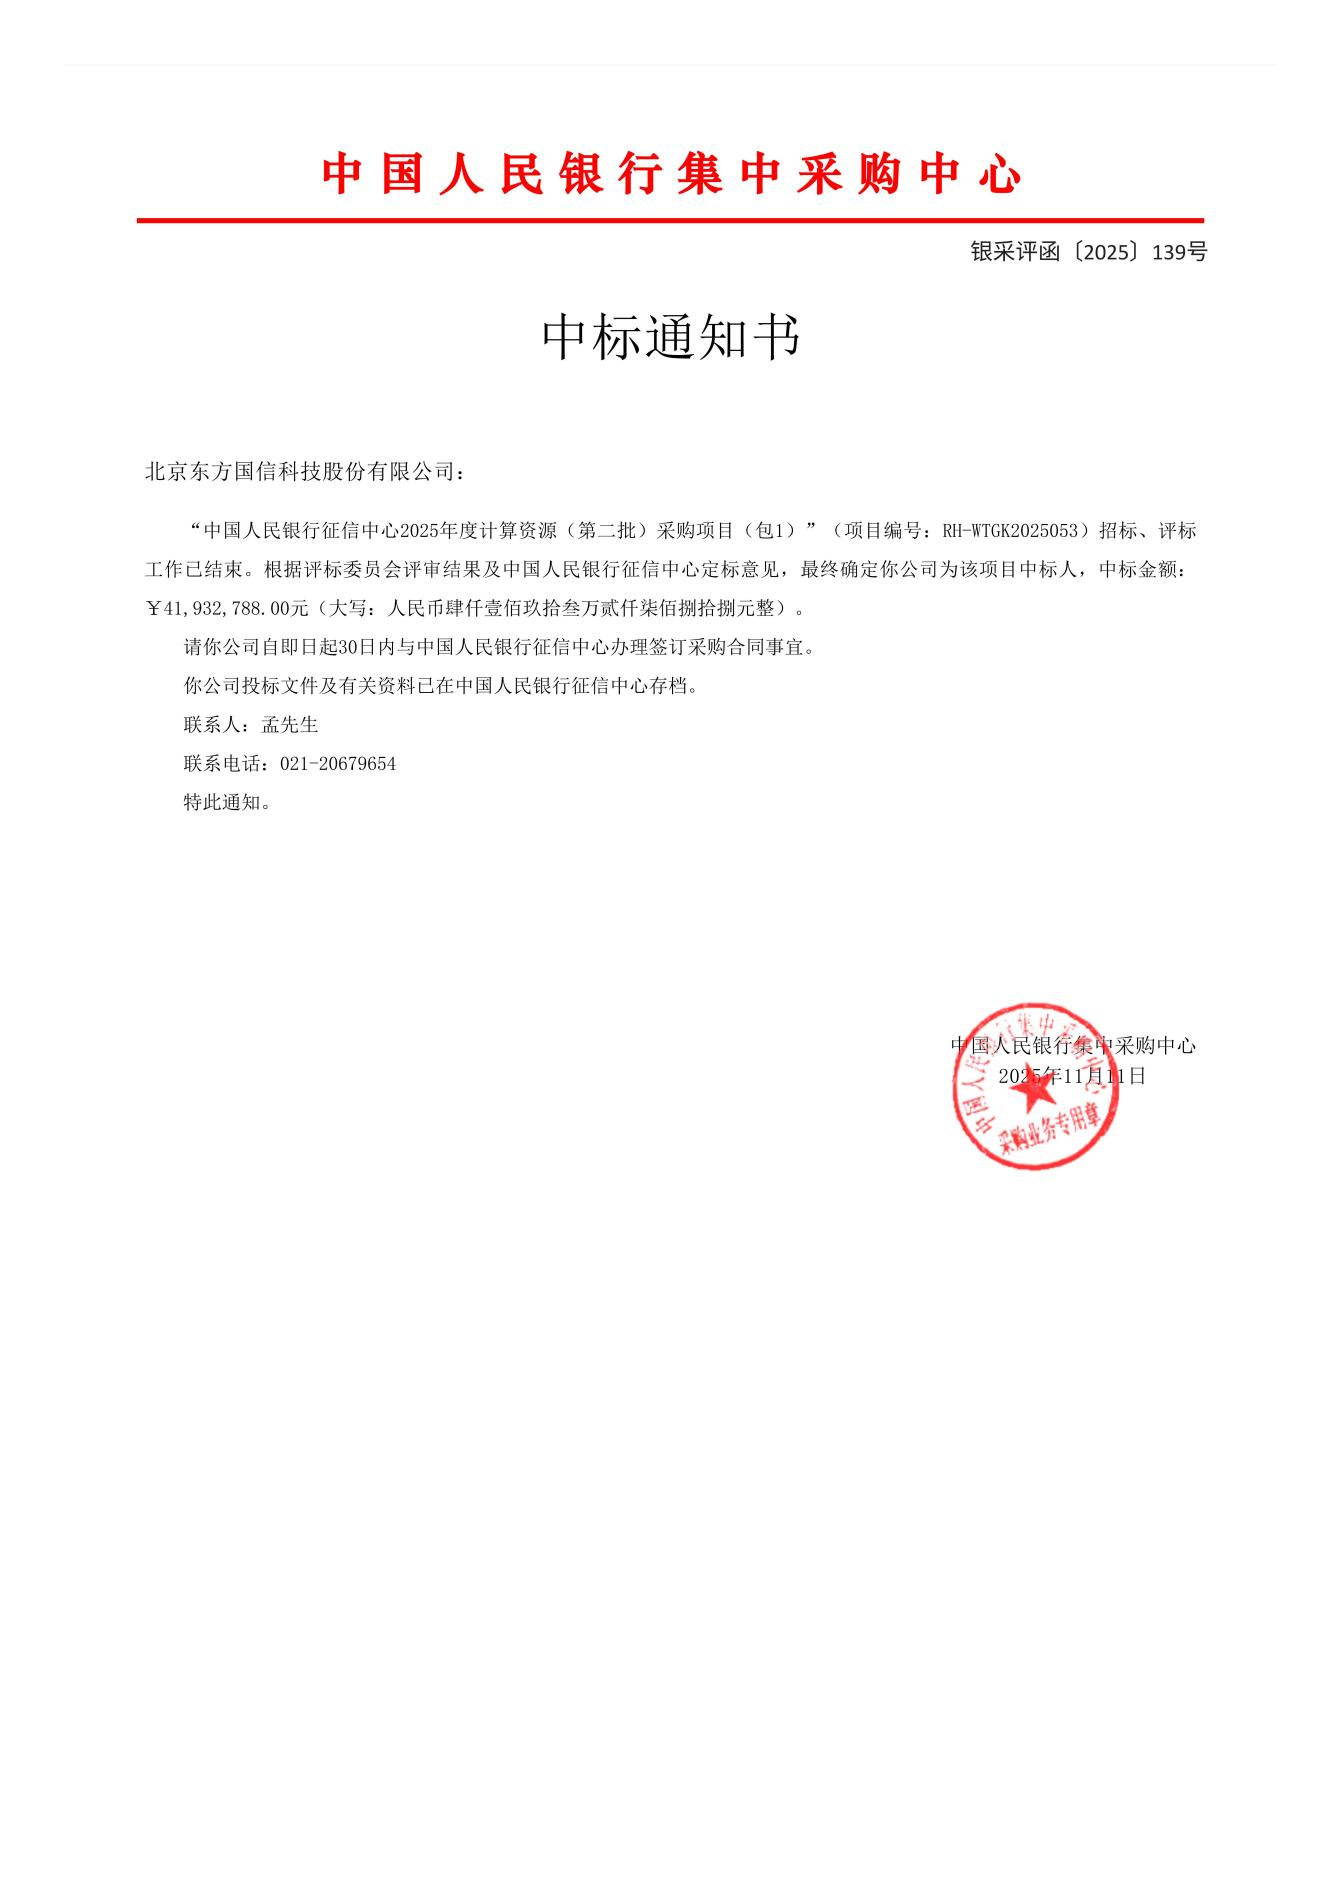 中国人民银行集中采购中心
银采评函〔2025〕139号
中标通知书
北京东方国信科技股份有限公司：
“中国人民银行征信中心2025年度计算资源（第二批）采购项目（包1）”（项目编号：RH-WTGK2025053）招标、评标
工作已结束。根据评标委员会评审结果及中国人民银行征信中心定标意见，最终确定你公司为该项目中标人，中标金额：
￥41,932,788.00元（大写：人民币肆仟壹佰玖拾叁万贰仟柒佰捌拾捌元整）。
请你公司自即日起30日内与中国人民银行征信中心办理签订采购合同事宜。
你公司投标文件及有关资料已在中国人民银行征信中心存档。
联系人：孟先生
联系电话：021-20679654
特此通知。
中国人民银行集中采购中心
2025年11月11日
中国人民银行集中采购中心
采购业务专用章